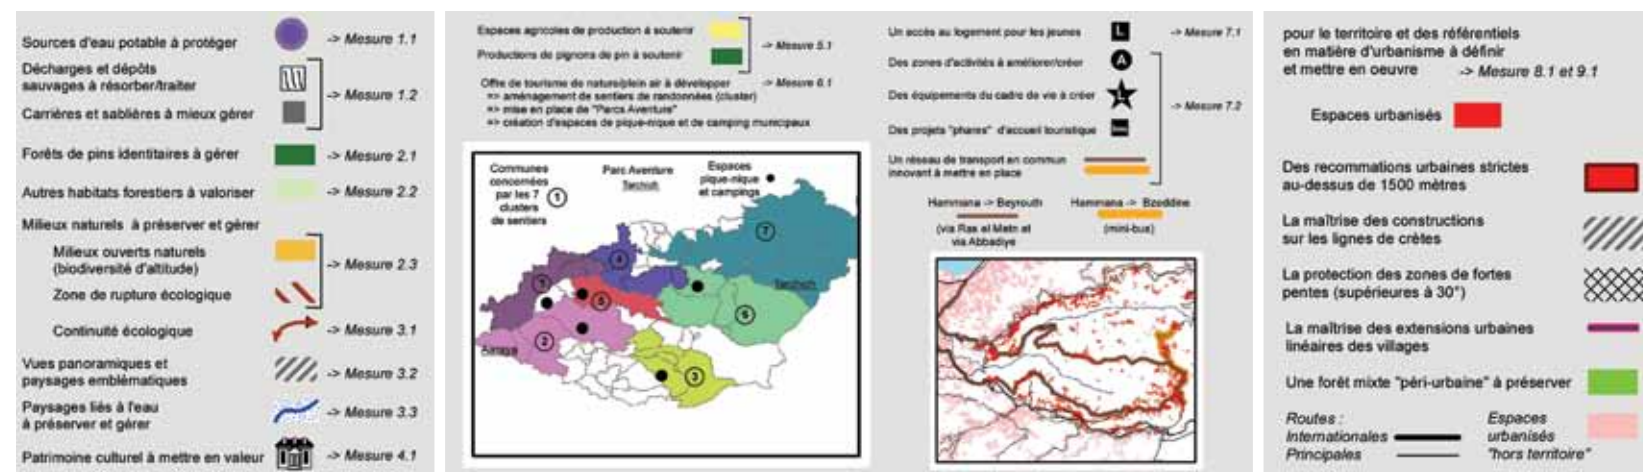 Sources d'eau potable à protéger -> Mesure 1.1
Décharges et dépôts
sauvages à résorber/traiter
-> Mesure 1.2
Carrières et sablières à mieux gérer
Forêts de pins identitaires à gérer -> Mesure 2.1
Autres habitats forestiers à valoriser -> Mesure 2.2
Milieux naturels à préserver et gérer
Milieux ouverts naturels
(biodiversité d'altitude)
-> Mesure 2.3
Zone de rupture écologique
Continuité écologique -> Mesure 3.1
Vues panoramiques et
paysages emblématiques -> Mesure 3.2
Paysages liés à l'eau
à préserver et gérer -> Mesure 3.3
Patrimoine culturel à mettre en valeur -> Mesure 4.1
Espaces agricoles de production à soutenir
-> Mesure 5.1
Productions de pignons de pin à soutenir
Offre de tourisme de nature/plein air à développer -> Mesure 6.1
=> aménagement de sentiers de randonnées (cluster)
=> mise en place de "Parcs Aventure"
=> création d'espaces de pique-nique et de camping municipaux
Communes
concernées
par les 7
clusters
de sentiers
1
Parc Aventure
Tarchich
Espaces
pique-nique
et campings
7
4
1
5
Tarchich
6
2
3
Un accès au logement pour les jeunes L -> Mesure 7.1
Des zones d'activités à améliorer/créer A
Des équipements du cadre de vie à créer L
-> Mesure 7.2
Des projets "phares" d'accueil touristique
Un réseau de transport en commun
innovant à mettre en place
Hammana -> Beyrouth
(via Ras el Metn et
via Abbadiye)
Hammana -> Bzeddine
(mini-bus)
pour le territoire et des référentiels
en matière d'urbanisme à définir
et mettre en oeuvre -> Mesure 8.1 et 9.1
Espaces urbanisés
Des recommations urbaines strictes
au-dessus de 1500 mètres
La maîtrise des constructions
sur les lignes de crètes
La protection des zones de fortes
pentes (supérieures à 30°)
La maîtrise des extensions urbaines
linéaires des villages
Une forêt mixte "péri-urbaine" à préserver
Routes :
Internationales
Principales
Espaces
urbanisés
"hors territoire"